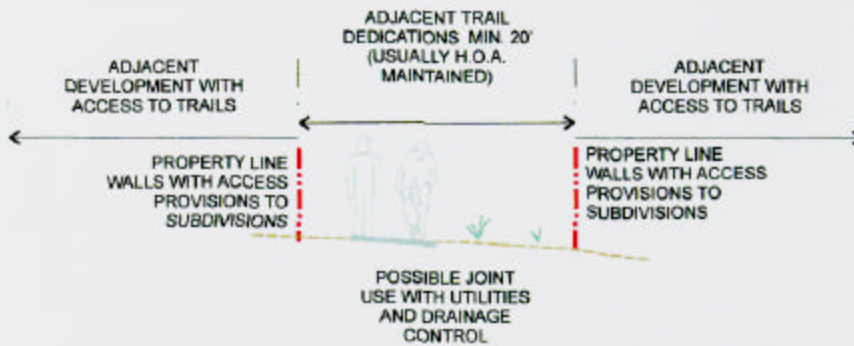 ADJACENT TRAIL
DEDICATIONS MIN. 20'
(USUALLY H.O.A.
MAINTAINED)
ADJACENT
DEVELOPMENT WITH
ACCESS TO TRAILS
ADJACENT
DEVELOPMENT WITH
ACCESS TO TRAILS
PROPERTY LINE
WALLS WITH ACCESS
PROVISIONS TO
SUBDIVISIONS
PROPERTY LINE
WALLS WITH ACCESS
PROVISIONS TO
SUBDIVISIONS
POSSIBLE JOINT
USE WITH UTILITIES
AND DRAINAGE
CONTROL